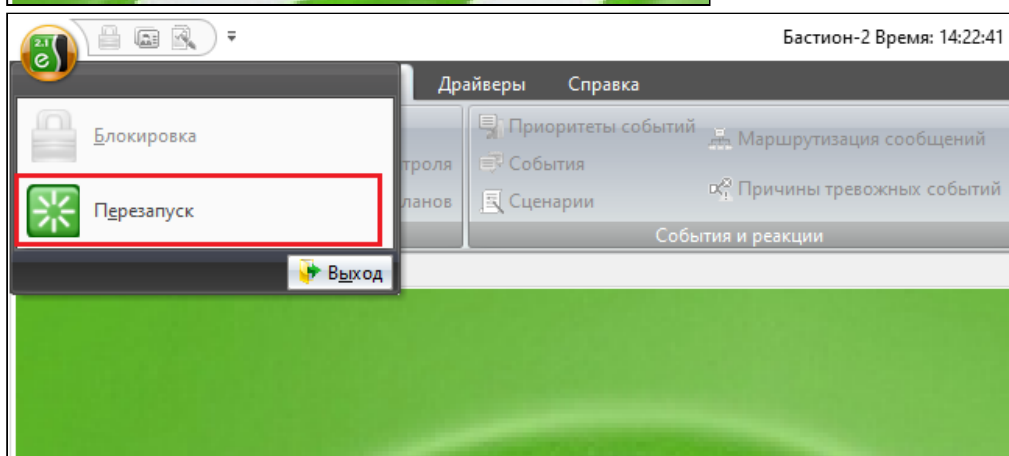 2.1
e
Бастион-2 Время: 14:22:41
Драйверы Справка
Блокировка
Перезапуск
Выход
троля
ланов
Приоритеты событий
События
Сценарии
Маршрутизация сообщений
Причины тревожных событий
События и реакции